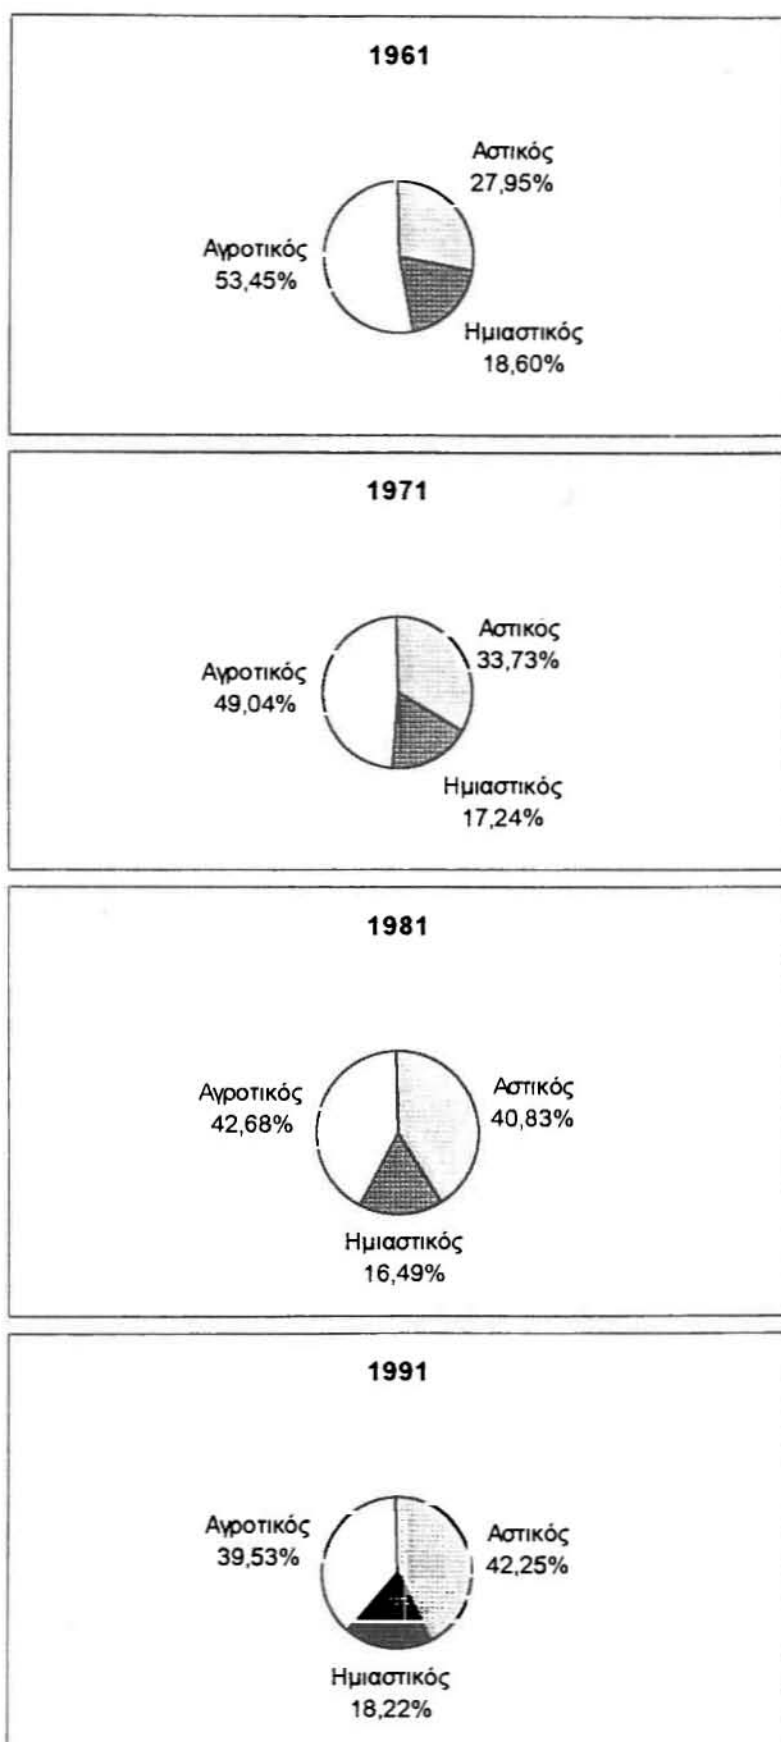 1961
Αστικός
27,95%
Αγροτικός
53,45%
Ημιαστικός
18,60%
1971
Αστικος
33,73%
Αγροτικός
49,04%
Ημιαστικός
17,24%
1981
Αστικός
40,83%
Αγροτικός
42,68%
Ημιαστικός
16,49%
1991
Αστικός
42,25%
Αγροτικός
39,53%
Ημιαστικός
18,22%